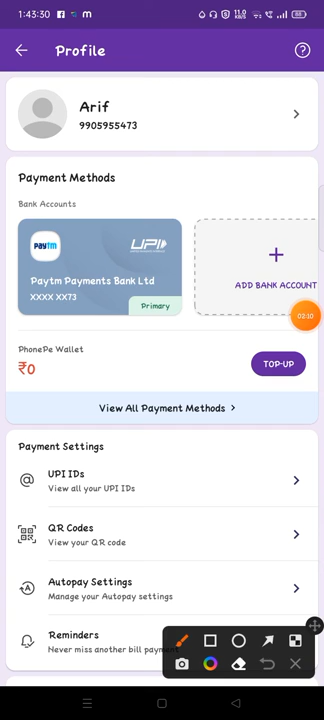 1:43:30
11.0
KB/S
Profile
Arif
9905955473
Payment Methods
Bank Accounts
paytm
UPI
Paytm Payments Bank Ltd
XXXX XX73
Primary
ADD BANK ACCOUNT
02:10
PhonePe Wallet
₹0
TOP-UP
View All Payment Methods
Payment Settings
UPI IDs
View all your UPI IDs
QR Codes
View your QR code
Autopay Settings
Manage your Autopay settings
Reminders
Never miss another bill payment